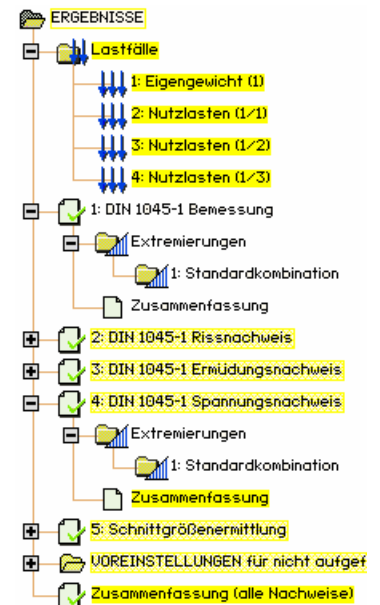 ERGEBNISSE
Lastfälle
1: Eigengewicht (1)
2: Nutzlasten (1/1)
3: Nutzlasten (1/2)
4: Nutzlasten (1/3)
1: DIN 1045-1 Bemessung
Extremierungen
1: Standardkombination
Zusammenfassung
2: DIN 1045-1 Rissnachweis
3: DIN 1045-1 Ermüdungsnachweis
4: DIN 1045-1 Spannungsnachweis
Extremierungen
1: Standardkombination
Zusammenfassung
5: Schnittgrößenermittlung
VOREINSTELLUNGEN für nicht aufgef
Zusammenfassung (alle Nachweise)